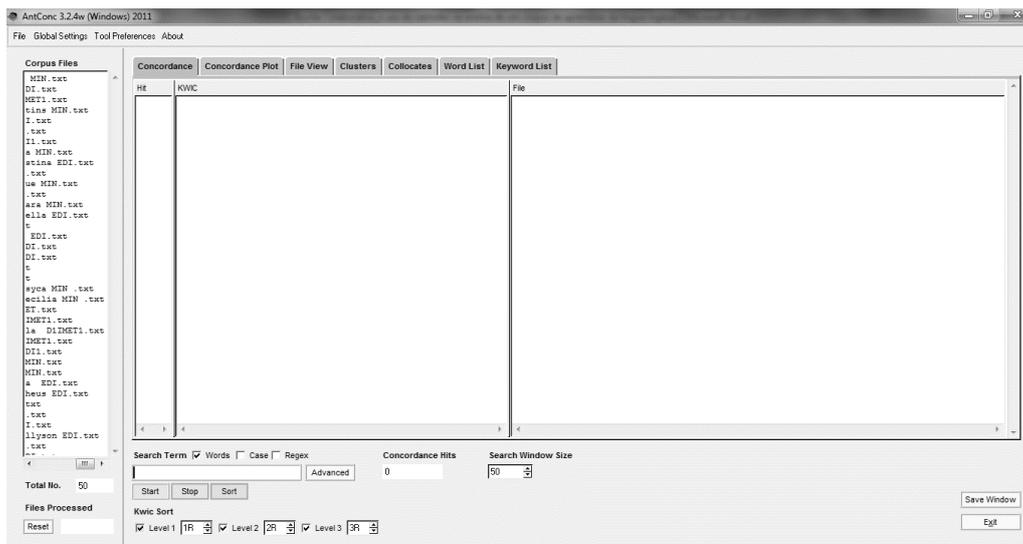 AntConc 3.2.4w (Windows) 2011
File Global Settings Tool Preferences About
Corpus Files
MIN.txt
DI.txt
MET1.txt
tins MIN.txt
I.txt
.txt
I1.txt
a MIN.txt
stina EDI.txt
.txt
ue MIN.txt
.txt
ara MIN.txt
ella EDI.txt
t
EDI.txt
DI.txt
DI.txt
t
t
syca MIN .txt
ecilia MIN .txt
ET.txt
IMET1.txt
la D1IMET1.txt
IMET1.txt
DI1.txt
MIN.txt
MIN.txt
a EDI.txt
heus EDI.txt
txt
.txt
I.txt
llyson EDI.txt
.txt
Total No. 50
Files Processed
Reset
Concordance Concordance Plot File View Clusters Collocates Word List Keyword List
Hit KWIC File
Search Term Words Case Regex Concordance Hits Search Window Size
Advanced 0 50
Start Stop Sort
Kwic Sort
Level 1 1R Level 2 2R Level 3 3R
Save Window
Exit